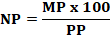 NP = MP x 100
PP